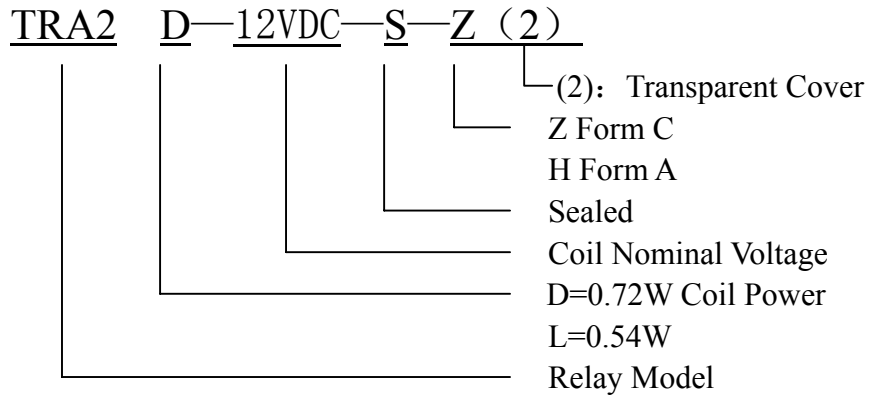 TRA2 D—12VDC—S—Z（2）
(2)：Transparent Cover
Z Form C
H Form A
Sealed
Coil Nominal Voltage
D=0.72W Coil Power
L=0.54W
Relay Model